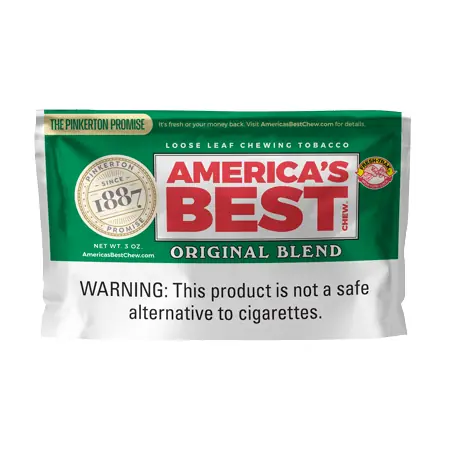 THE PINKERTON PROMISE
It's fresh or your money back. Visit AmericasBestChew.com for details.
LOOSE LEAF CHEWING TOBACCO
AMERICA'S
BEST
CHEW
FRESH-TRAK
PINKERTON
SINCE
1887
PROMISE
NET WT. 3 OZ.
AmericasBestChew.com
ORIGINAL BLEND
WARNING: This product is not a safe
alternative to cigarettes.